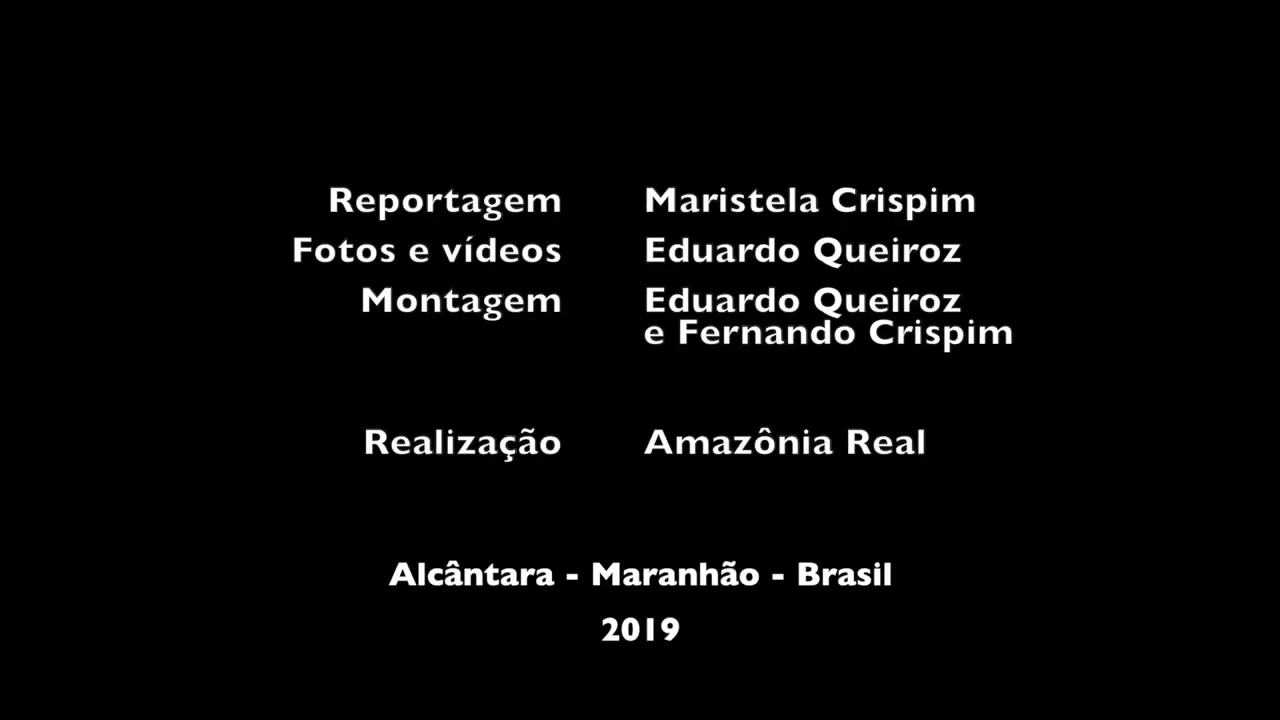 Reportagem Maristela Crispim
Fotos e vídeos Eduardo Queiroz
Montagem Eduardo Queiroz
e Fernando Crispim
Realização Amazônia Real
Alcântara - Maranhão - Brasil
2019